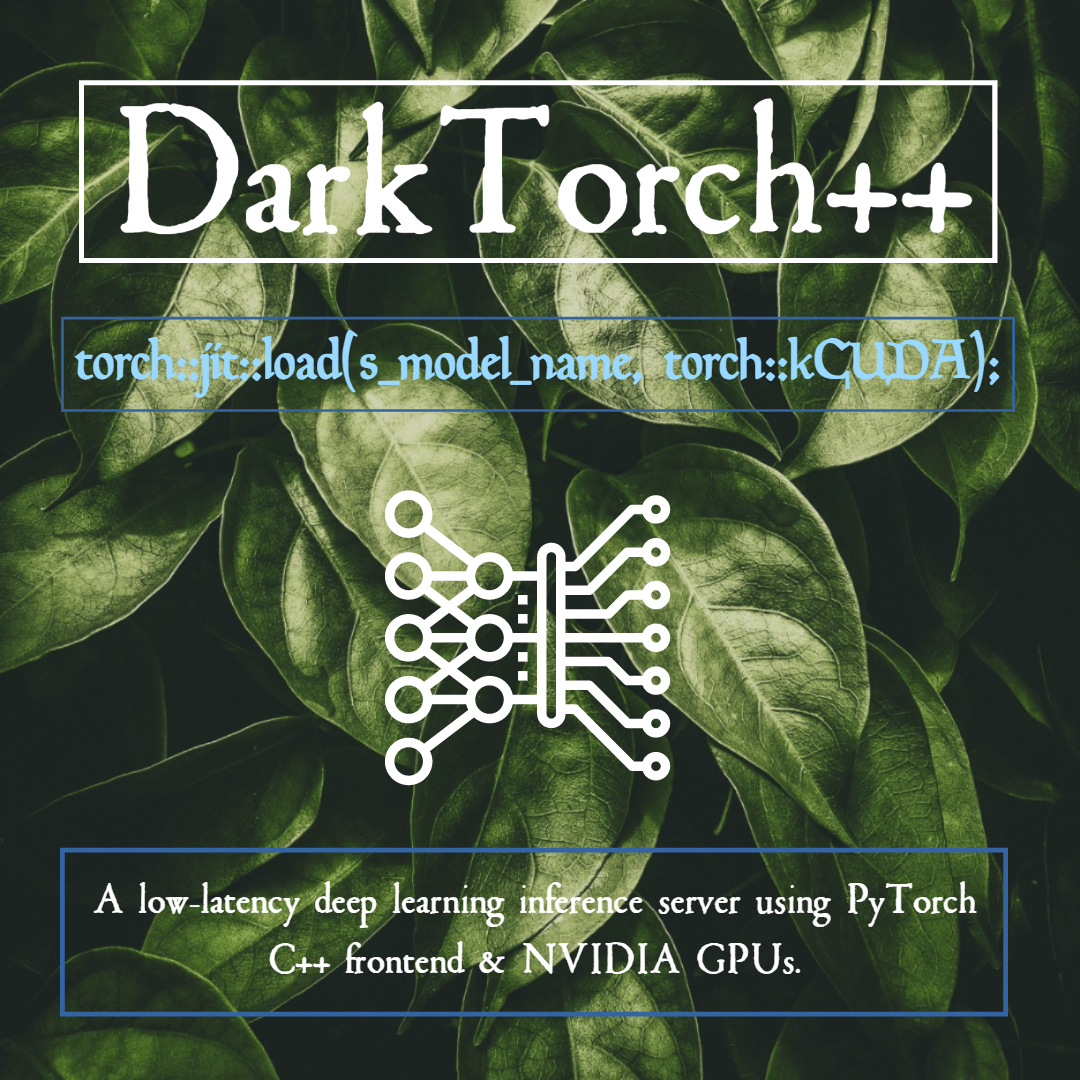 DarkTorch++
torch::jit::load(s_model_name, torch::kCUDA);
A low-latency deep learning inference server using PyTorch
C++ frontend & NVIDIA GPUs.